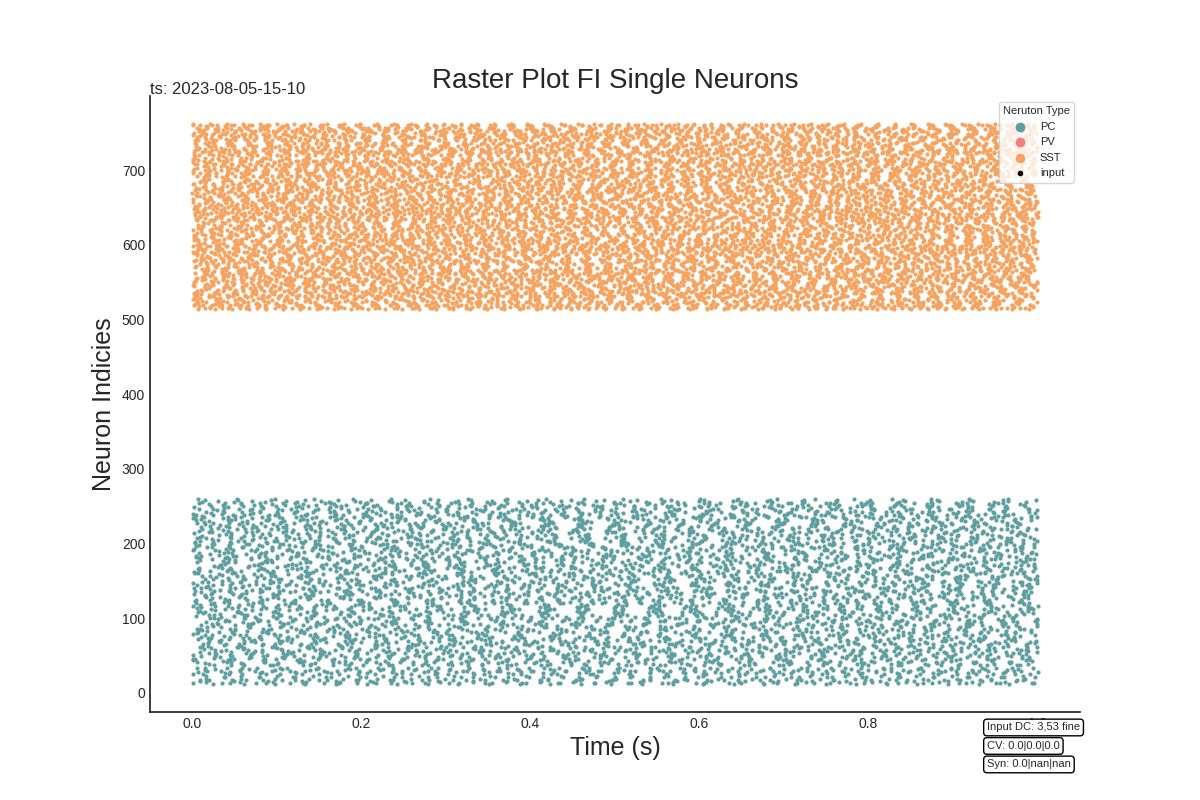 Raster Plot FI Single Neurons
ts: 2023-08-05-15-10
Neruton Type
PC
PV
SST
input
700
600
500
400
300
200
100
0
Neuron Indicies
0.0 0.2 0.4 0.6 0.8
Time (s)
Input DC: 3,53 fine
CV: 0.0|0.0|0.0
Syn: 0.0|nan|nan